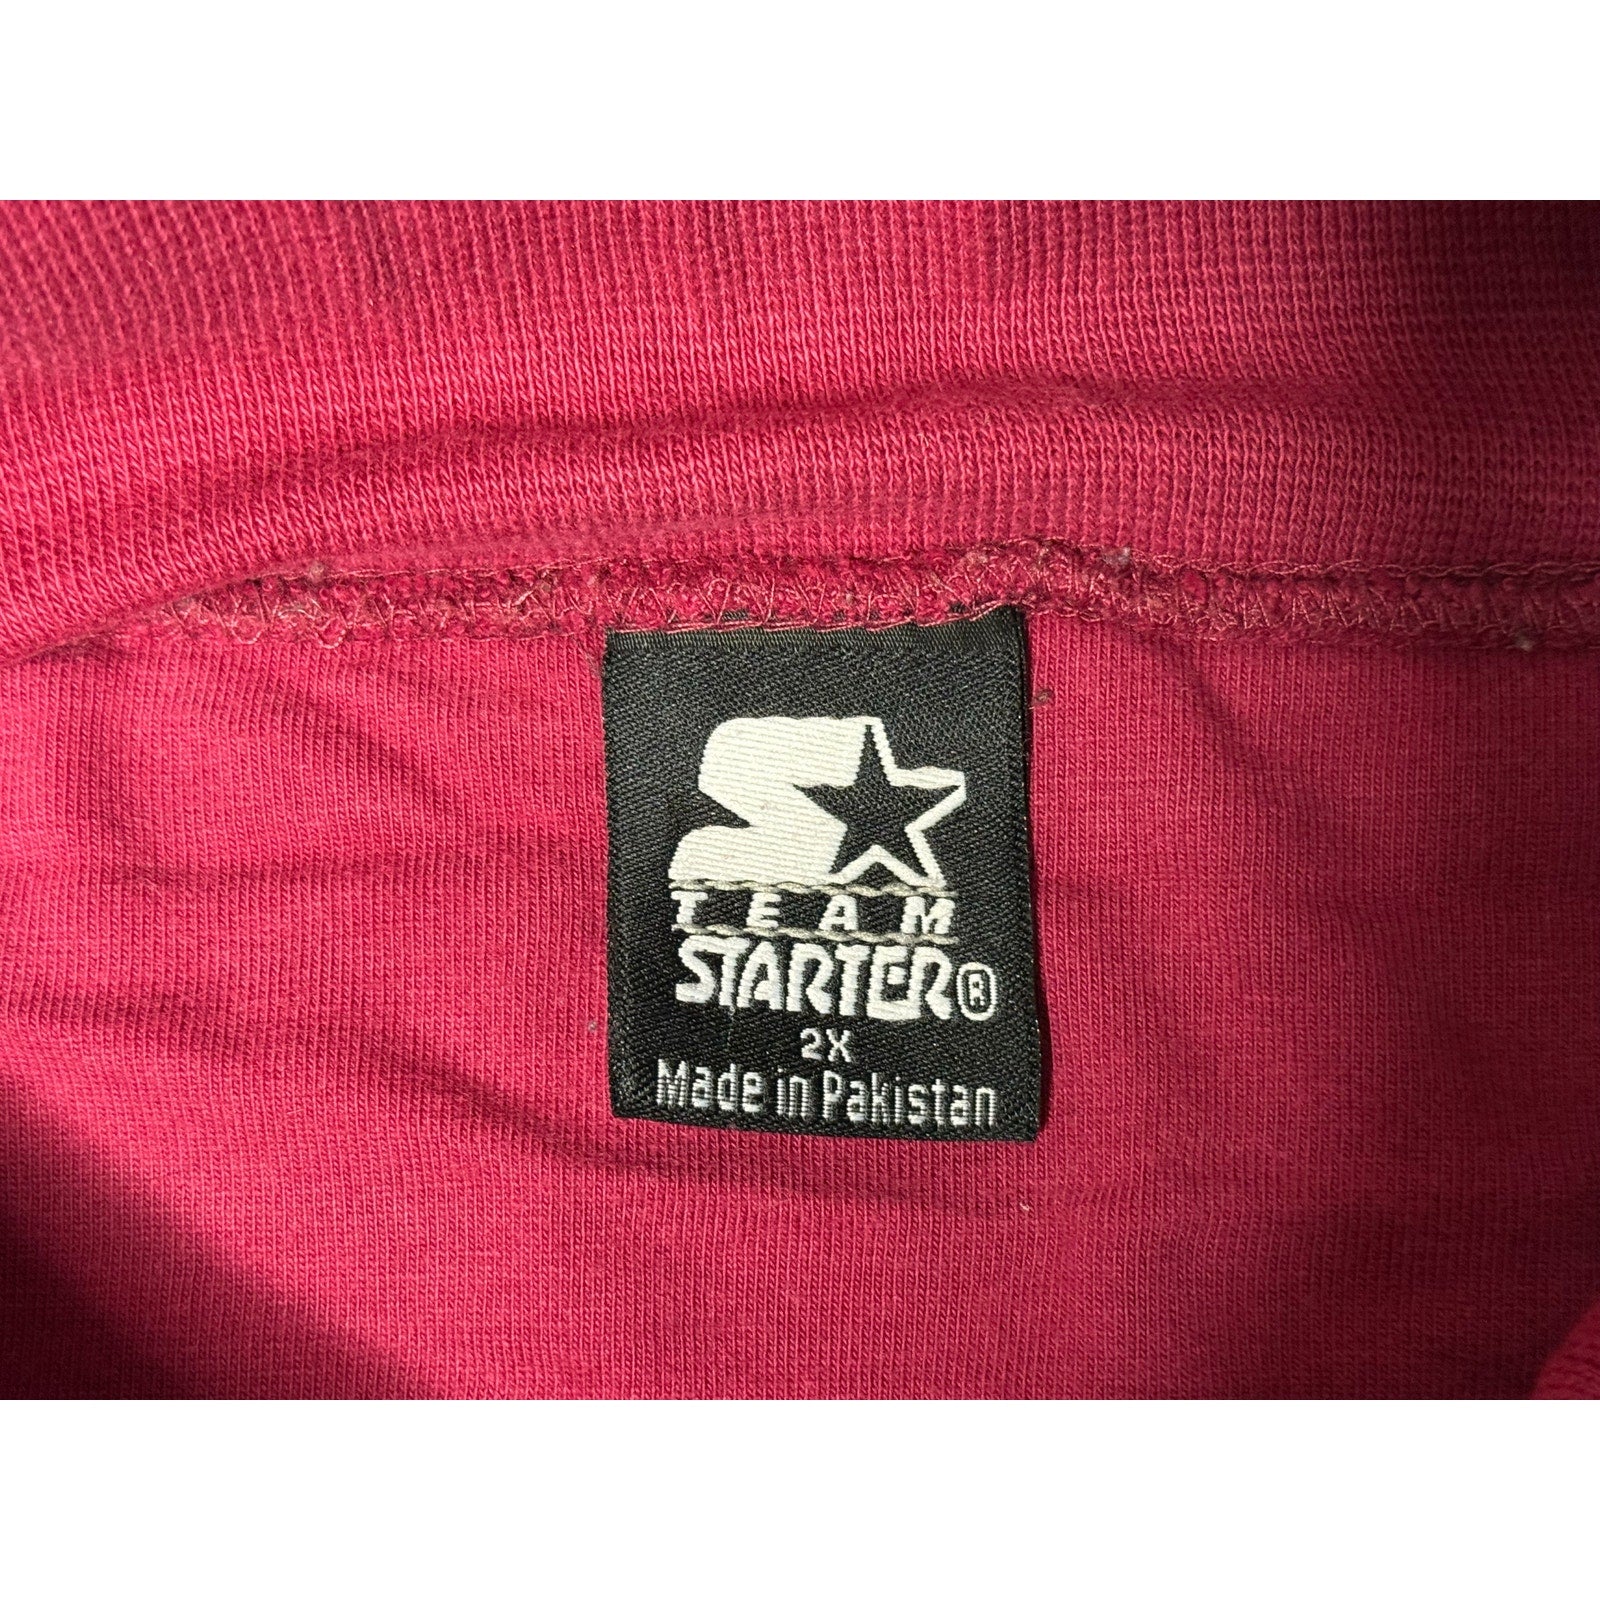 TEAM
STARTER®
2X
Made in Pakistan